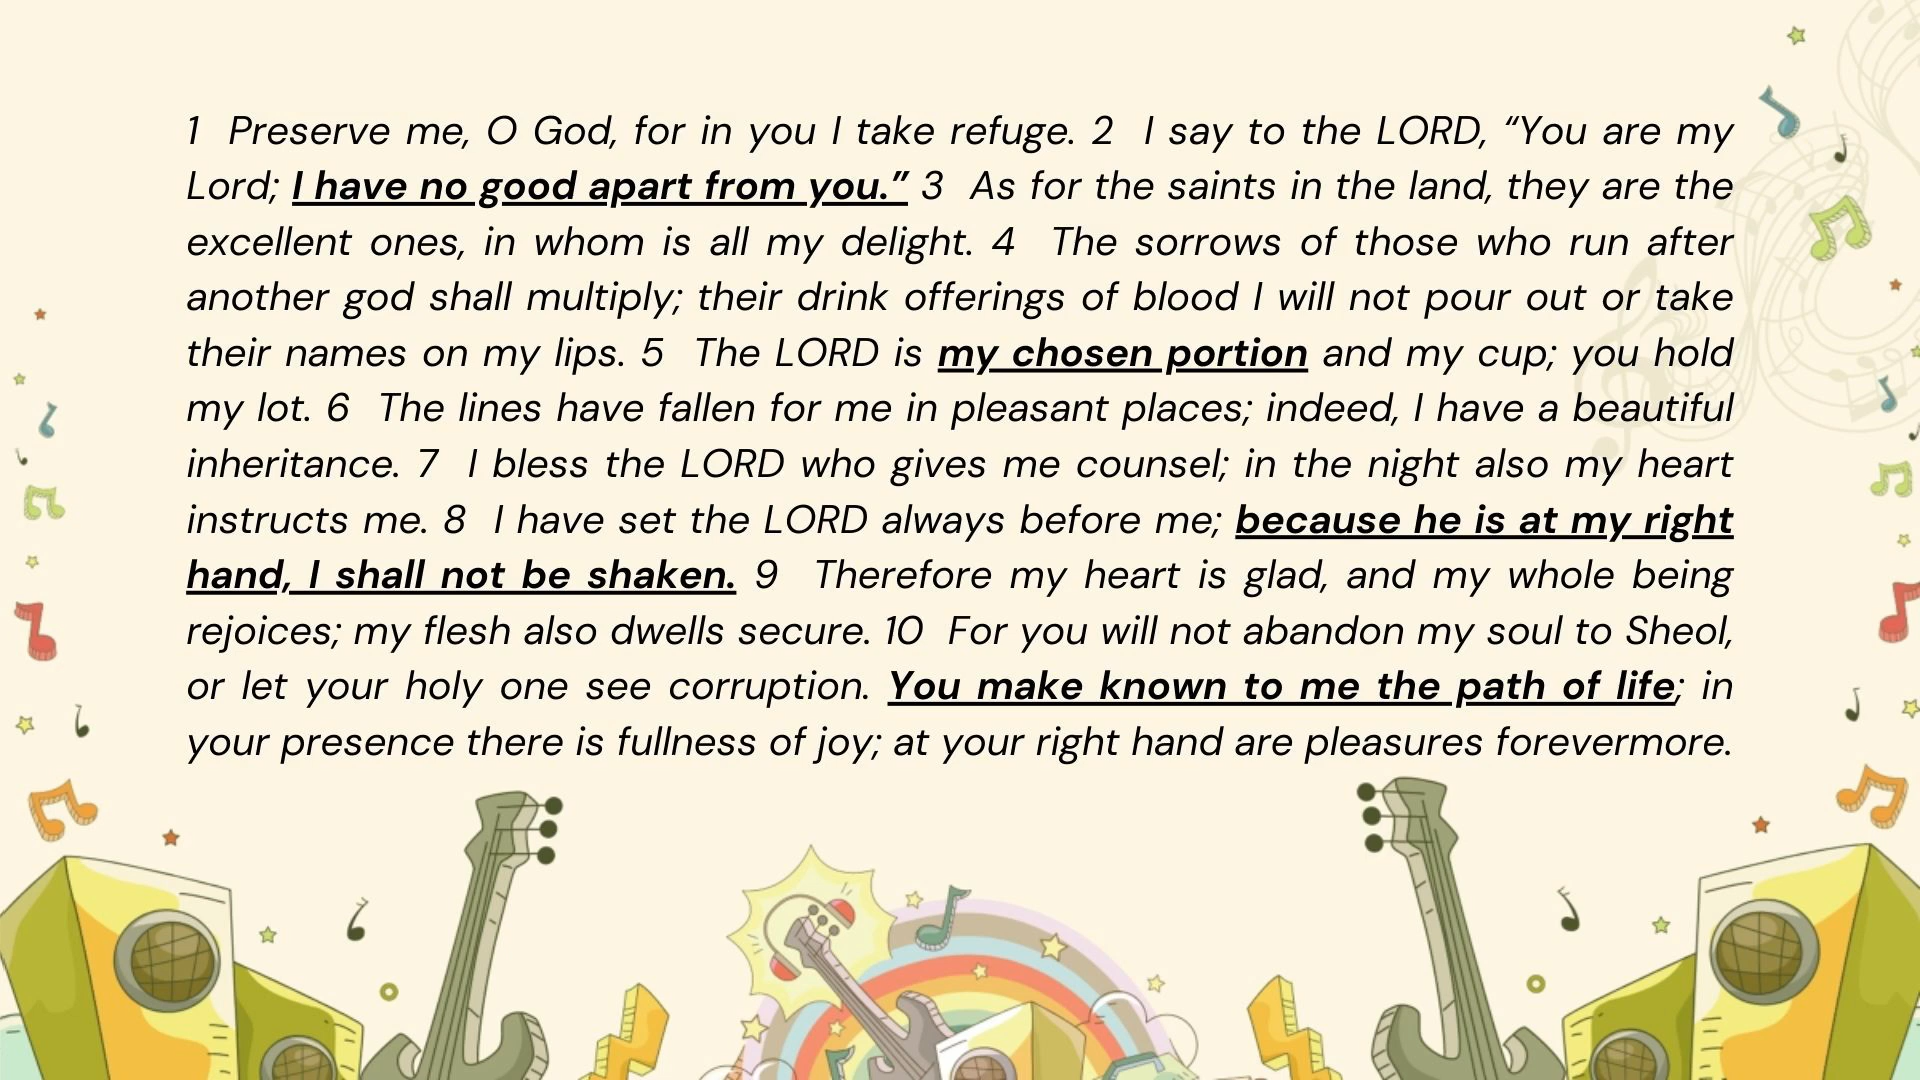 1  Preserve me, O God, for in you I take refuge. 2  I say to the LORD, “You are my
Lord; I have no good apart from you.” 3  As for the saints in the land, they are the
excellent ones, in whom is all my delight. 4  The sorrows of those who run after
another god shall multiply; their drink offerings of blood I will not pour out or take
their names on my lips. 5  The LORD is my chosen portion and my cup; you hold
my lot. 6  The lines have fallen for me in pleasant places; indeed, I have a beautiful
inheritance. 7  I bless the LORD who gives me counsel; in the night also my heart
instructs me. 8  I have set the LORD always before me; because he is at my right
hand, I shall not be shaken. 9  Therefore my heart is glad, and my whole being
rejoices; my flesh also dwells secure. 10  For you will not abandon my soul to Sheol,
or let your holy one see corruption. You make known to me the path of life; in
your presence there is fullness of joy; at your right hand are pleasures forevermore.